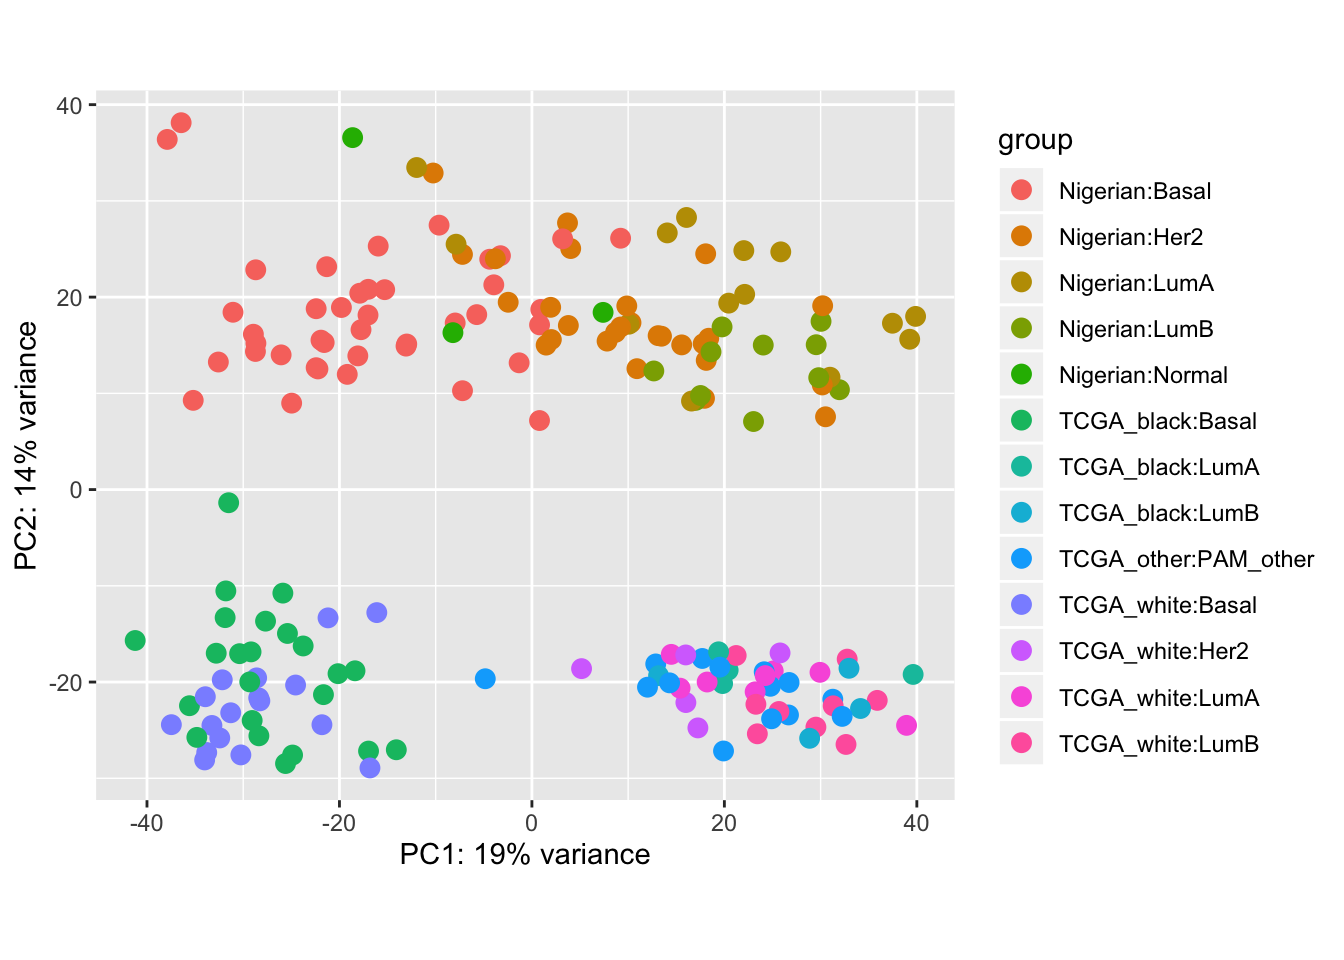 group
Nigerian:Basal
Nigerian:Her2
Nigerian:LumA
Nigerian:LumB
Nigerian:Normal
TCGA_black:Basal
TCGA_black:LumA
TCGA_black:LumB
TCGA_other:PAM_other
TCGA_white:Basal
TCGA_white:Her2
TCGA_white:LumA
TCGA_white:LumB
PC2: 14% variance
40
20
0
-20
-40 -20 0 20 40
PC1: 19% variance